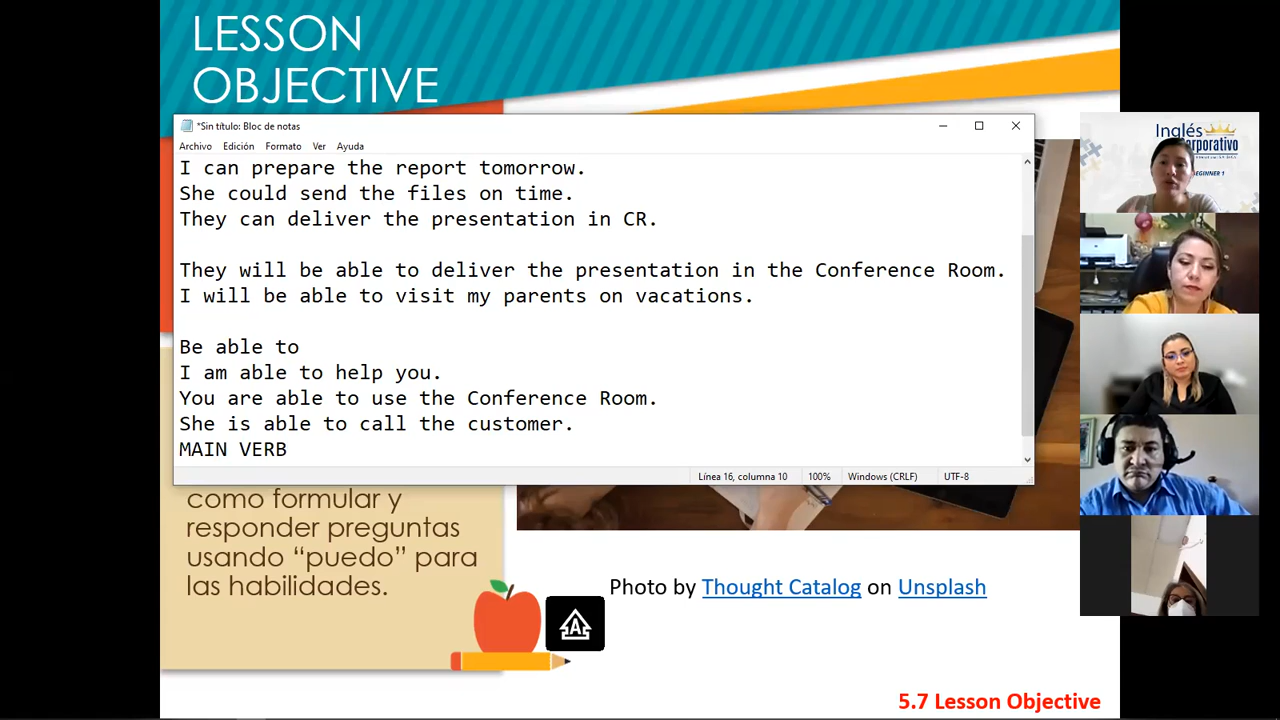 LESSON
OBJECTIVE
*Sin título: Bloc de notas
Archivo Edición Formato Ver Ayuda
I can prepare the report tomorrow.
She could send the files on time.
They can deliver the presentation in CR.
They will be able to deliver the presentation in the Conference Room.
I will be able to visit my parents on vacations.
Be able to
I am able to help you.
You are able to use the Conference Room.
She is able to call the customer.
MAIN VERB
Línea 16, columna 10 100% Windows (CRLF) UTF-8
como formular y
responder preguntas
usando “puedo” para
las habilidades.
Photo by Thought Catalog on Unsplash
A
5.7 Lesson Objective
Inglés
orporativo
EGINNER 1